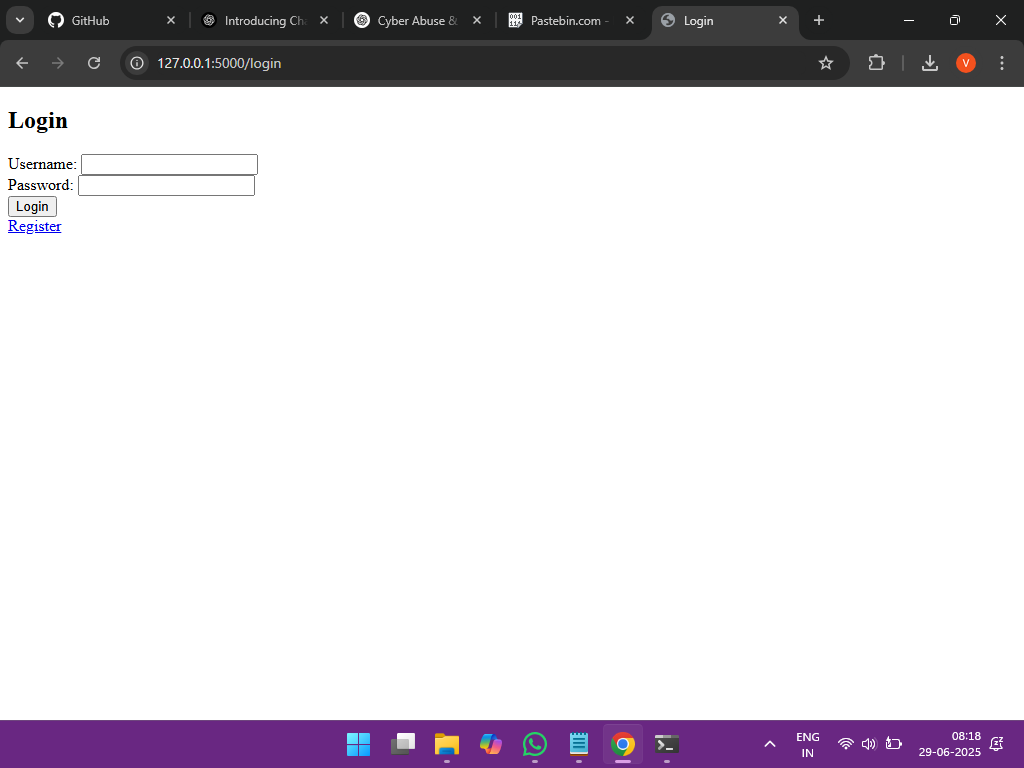 GitHub
Introducing Ch
Cyber Abuse &
Pastebin.com -
Login
127.0.0.1:5000/login
V
Login
Username:
Password:
Login
Register
ENG
IN
08:18
29-06-2025